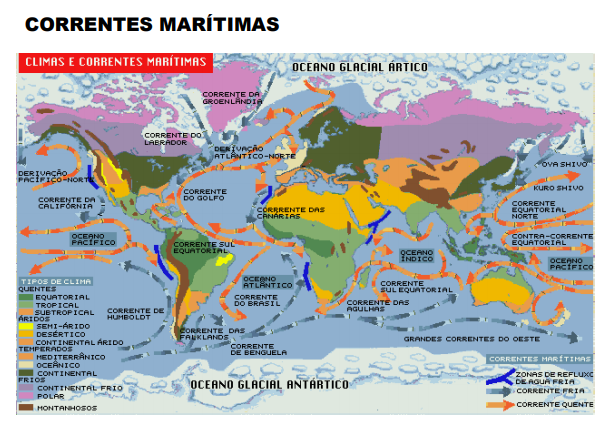 CORRENTES MARÍTIMAS
CLIMAS E CORRENTES MARÍTIMAS
OCEANO GLACIAL ÁRTICO
CORRENTE DA
GROENLÂNDIA
CORRENTE DO
LABRADOR
DERIVAÇÃO
ATLÂNTICO-NORTE
OYA SHIVO
DERIVAÇÃO
PACÍFICO-NORTE
KURO SHIVO
CORRENTE
DO GOLFO
CORRENTE DA
CALIFÓRNIA
CORRENTE DAS
CANÁRIAS
CORRENTE
EQUATORIAL
NORTE
OCEANO
PACÍFICO
CORRENTE SUL
EQUATORIAL
CONTRA-CORRENTE
EQUATORIAL
OCEANO
ÍNDICO
OCEANO
PACÍFICO
OCEANO
ATLÂNTICO
CORRENTE
SUL EQUATORIAL
CORRENTE
DO BRASIL
CORRENTE DAS
AGULHAS
CORRENTE DE
HUMBOLDT
CORRENTE DAS
FALKLANDS
CORRENTE
DE BENGUELA
GRANDES CORRENTES DO OESTE
OCEANO GLACIAL ANTÁRTICO
TIPOS DE CLIMA
QUENTES
EQUATORIAL
TROPICAL
SUBTROPICAL
ÁRIDOS
SEMI-ÁRIDO
DESÉRTICO
CONTINENTAL ÁRIDO
TEMPERADOS
MEDITERRÂNICO
OCEÂNICO
CONTINENTAL
FRIOS
CONTINENTAL FRIO
POLAR
MONTANHOSOS
CORRENTES MARÍTIMAS
ZONAS DE REFLUXO
DE AGUA FRIA
CORRENTE FRIA
CORRENTE QUENTE